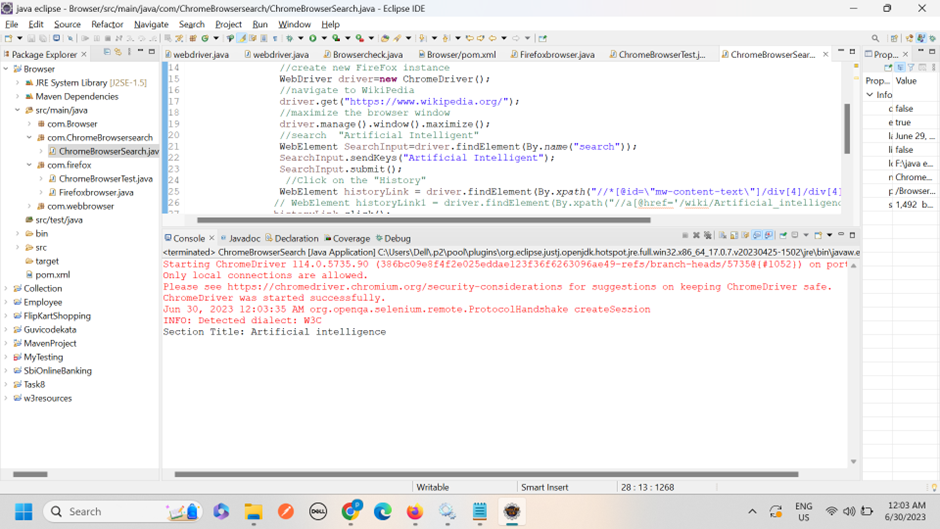 java eclipse - Browser/src/main/java/com/ChromeBrowsersearch/ChromeBrowserSearch.java - Eclipse IDE
File Edit Source Refactor Navigate Search Project Run Window Help
Package Explorer
webdriver.java webdriver.java Browsercheck.java Browser/pom.xml Firefoxbrowser.java ChromeBrowserTest.j... ChromeBrowserSear...
Prope...
Browser
JRE System Library [J2SE-1.5]
Maven Dependencies
src/main/java
com.Browser
com.ChromeBrowsersearch
ChromeBrowserSearch.jav
com.firefox
ChromeBrowserTest.java
Firefoxbrowser.java
com.webbrowser
src/test/java
bin
src
target
pom.xml
Collection
Employee
FlipKartShopping
Guvicodekata
MavenProject
MyTesting
SbiOnlineBanking
Task8
w3resources
14 //create new FireFox instance
15 WebDriver driver=new ChromeDriver();
16 //navigate to WikiPedia
17 driver.get("https://www.wikipedia.org/");
18 //maximize the browser window
19 driver.manage().window().maximize();
20 //search "Artificial Intelligent"
21 WebElement SearchInput=driver.findElement(By.name("search"));
22 SearchInput.sendKeys("Artificial Intelligent");
23 SearchInput.submit();
24 //Click on the "History"
25 WebElement historyLink = driver.findElement(By.xpath("//*[@id=\"mw-content-text\"]/div[4]/div[4]
26 // WebElement historyLink1 = driver.findElement(By.xpath("//a[@href='/wiki/Artificial_intelligenc
Prop... Value
Info
false
true
June 29, ...
false
F:\java e...
Chrome...
/Browser...
1,492 b...
Console Javadoc Declaration Coverage Debug
<terminated> ChromeBrowserSearch [Java Application] C:\Users\Dell\.p2\pool\plugins\org.eclipse.justj.openjdk.hotspot.jre.full.win32.x86_64_17.0.7.v20230425-1502\jre\bin\javaw.e
Starting ChromeDriver 114.0.5735.90 (386bc09e8f4f2e025eddae123f36f6263096ae49-refs/branch-heads/5735@{#1052}) on port
Only local connections are allowed.
Please see https://chromedriver.chromium.org/security-considerations for suggestions on keeping ChromeDriver safe.
ChromeDriver was started successfully.
Jun 30, 2023 12:03:35 AM org.openqa.selenium.remote.ProtocolHandshake createSession
INFO: Detected dialect: W3C
Section Title: Artificial intelligence
Writable Smart Insert 28 : 13 : 1268
Search
DELL
ENG
US
12:03 AM
6/30/2023